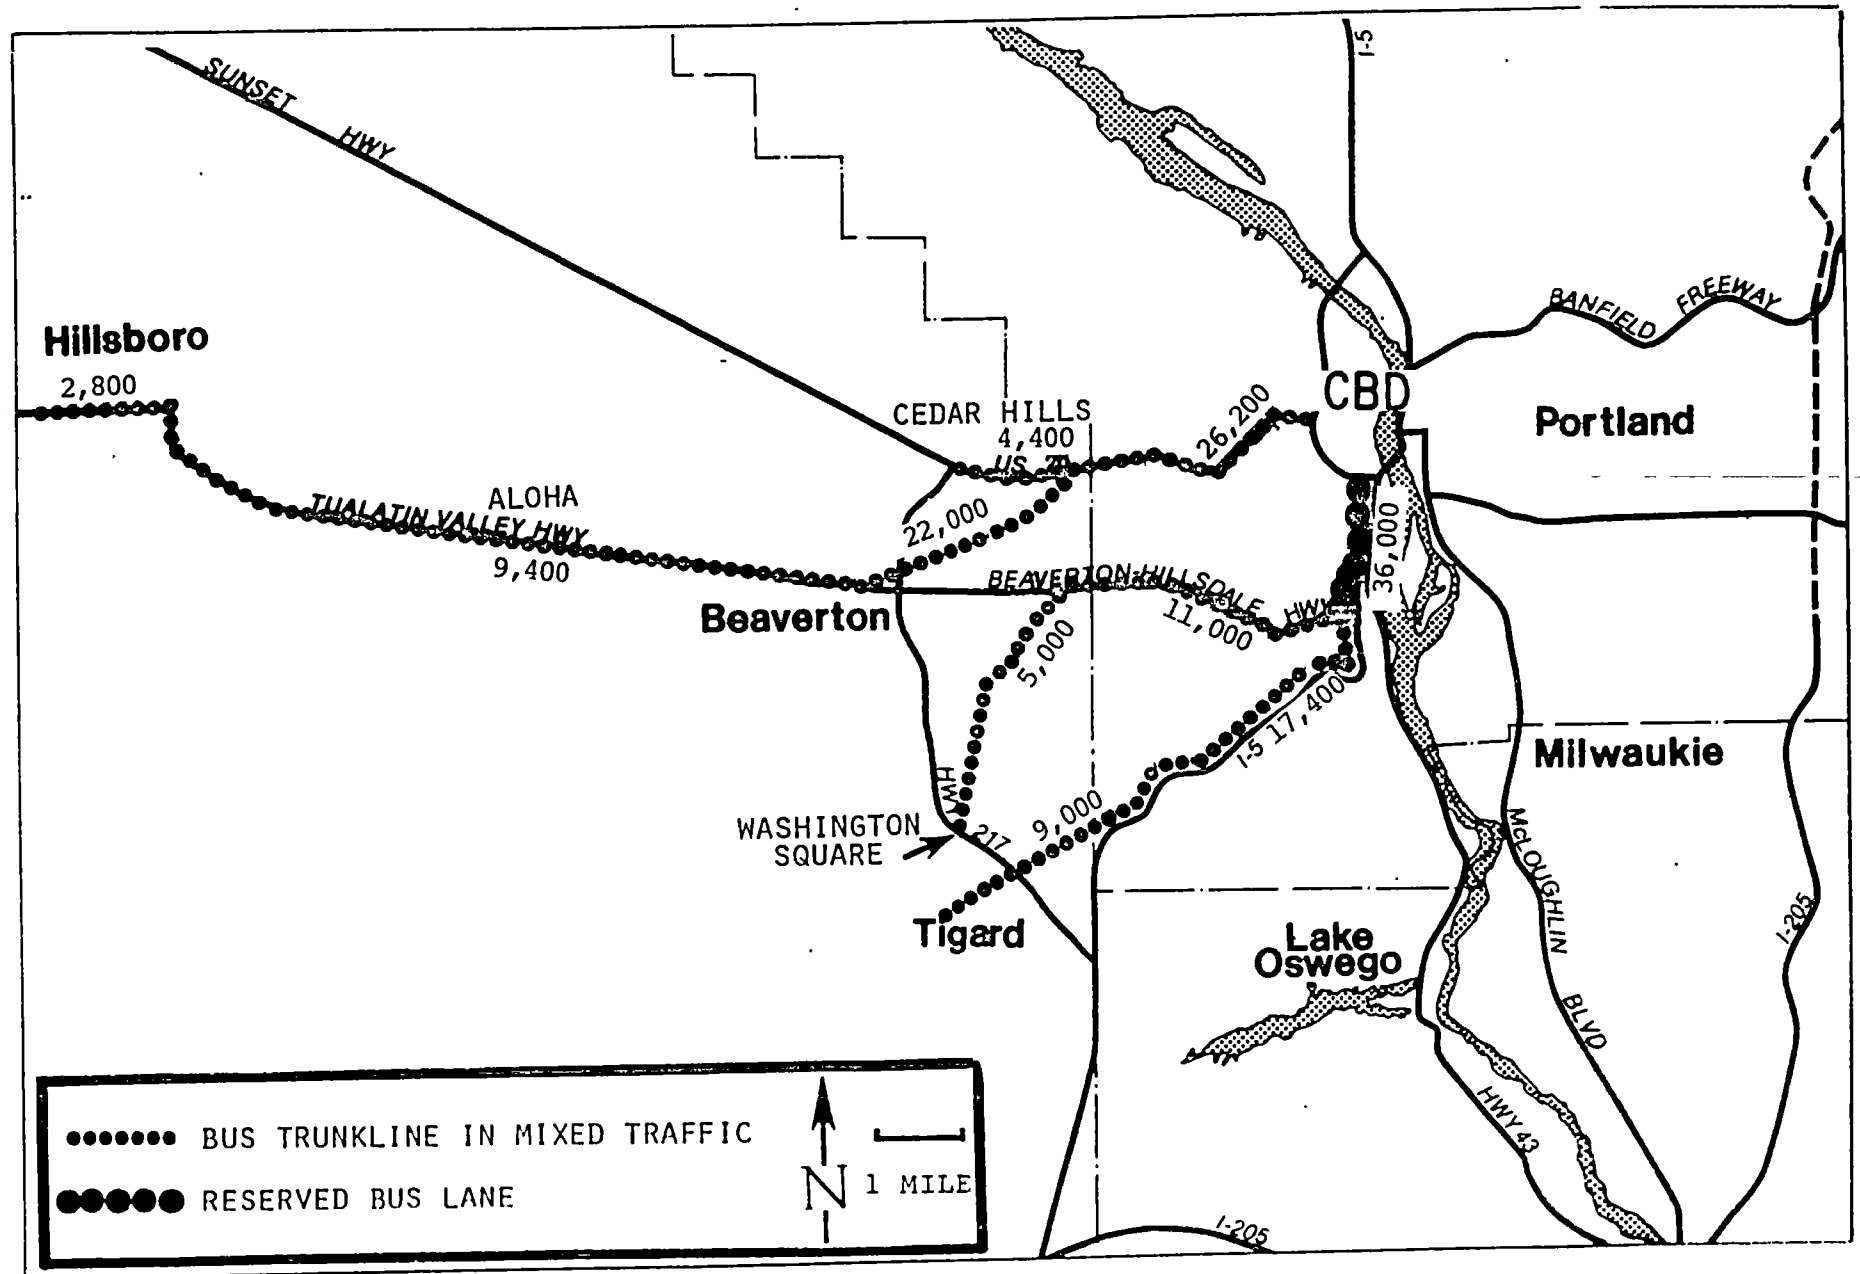 SUNSET
HWY
I-5
BANFIELD
FREEWAY
Hillsboro
2,800
CBD
Portland
CEDAR HILLS
4,400
US
26,200
ALOHA
TUALATIN VALLEY HWY
9,400
22,000
36,000
BEAVERTON-HILLSDALE
HWY
11,000
Beaverton
5,000
I-5 17,400
Milwaukie
HWY
217
WASHINGTON
SQUARE
9,000
McLOUGHLIN
BLVD
Tigard
Lake
Oswego
I-205
HWY 43
I-205
BUS TRUNKLINE IN MIXED TRAFFIC
RESERVED BUS LANE
N
1 MILE